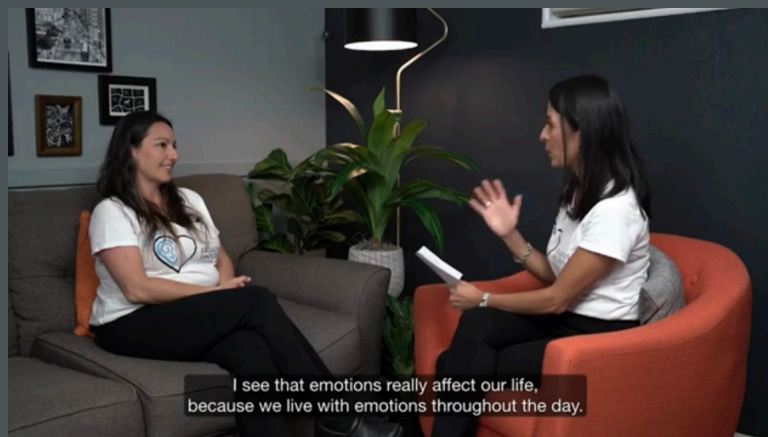 I see that emotions really affect our life,
because we live with emotions throughout the day.